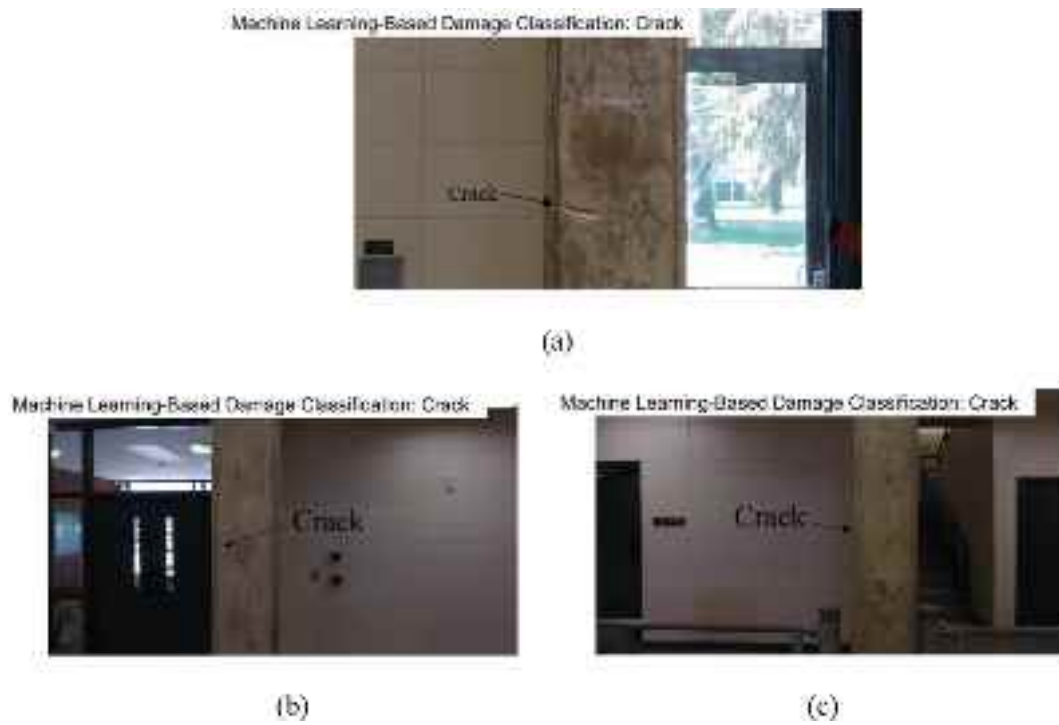 Machine Learning-Based Damage Classification: Crack
Crack
(a)
Machine Learning-Based Damage Classification: Crack
Crack
(b)
Machine Learning-Based Damage Classification: Crack
Crack
(c)